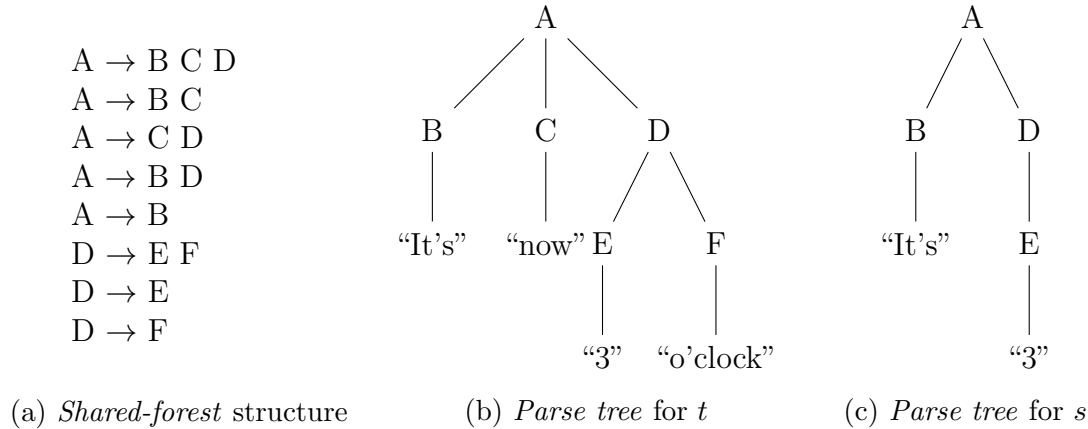 A → B C D
A → B C
A → C D
A → B D
A → B
D → E F
D → E
D → F
(a) Shared-forest structure
A
B C D
“It’s” “now” E F
“3” “o’clock”
(b) Parse tree for t
A
B D
“It’s” E
“3”
(c) Parse tree for s